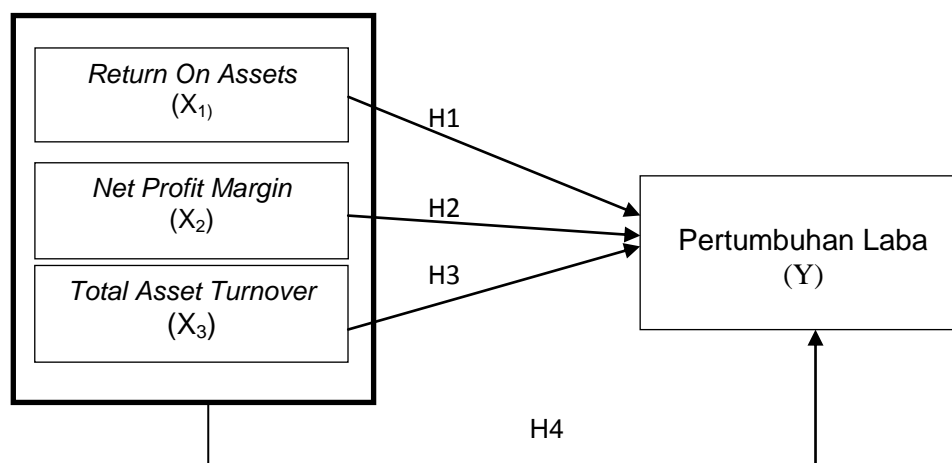 Return On Assets
(X1)
H1
Net Profit Margin
(X2)
H2
Total Asset Turnover
(X3)
H3
Pertumbuhan Laba
(Y)
H4